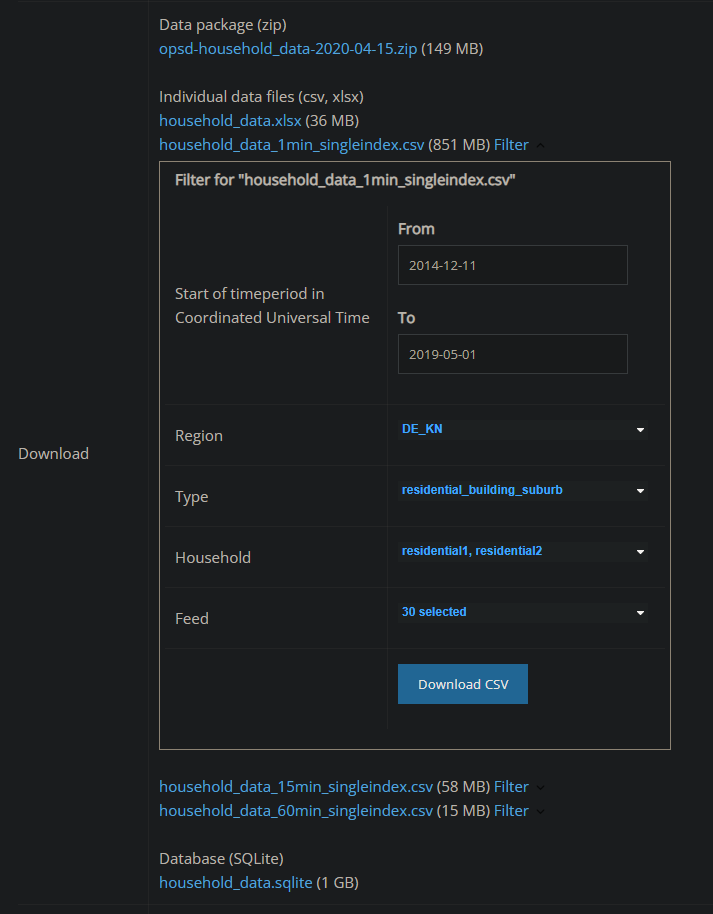 Data package (zip)
opsd-household_data-2020-04-15.zip (149 MB)
Individual data files (csv, xlsx)
household_data.xlsx (36 MB)
household_data_1min_singleindex.csv (851 MB) Filter
Filter for "household_data_1min_singleindex.csv"
Start of timeperiod in
Coordinated Universal Time
From
2014-12-11
To
2019-05-01
Download
Region
DE_KN
Type
residential_building_suburb
Household
residential1, residential2
Feed
30 selected
Download CSV
household_data_15min_singleindex.csv (58 MB) Filter
household_data_60min_singleindex.csv (15 MB) Filter
Database (SQLite)
household_data.sqlite (1 GB)